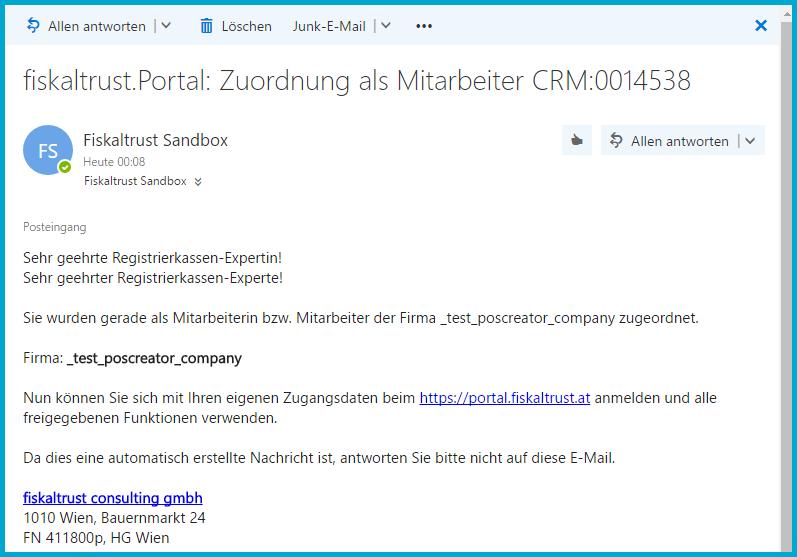 Allen antworten Löschen Junk-E-Mail
fiskaltrust.Portal: Zuordnung als Mitarbeiter CRM:0014538
FS
Fiskaltrust Sandbox
Heute 00:08
Fiskaltrust Sandbox
Allen antworten
Posteingang
Sehr geehrte Registrierkassen-Expertin!
Sehr geehrter Registrierkassen-Experte!
Sie wurden gerade als Mitarbeiterin bzw. Mitarbeiter der Firma _test_poscreator_company zugeordnet.
Firma: _test_poscreator_company
Nun können Sie sich mit Ihren eigenen Zugangsdaten beim https://portal.fiskaltrust.at anmelden und alle
freigegebenen Funktionen verwenden.
Da dies eine automatisch erstellte Nachricht ist, antworten Sie bitte nicht auf diese E-Mail.
fiskaltrust consulting gmbh
1010 Wien, Bauernmarkt 24
FN 411800p, HG Wien